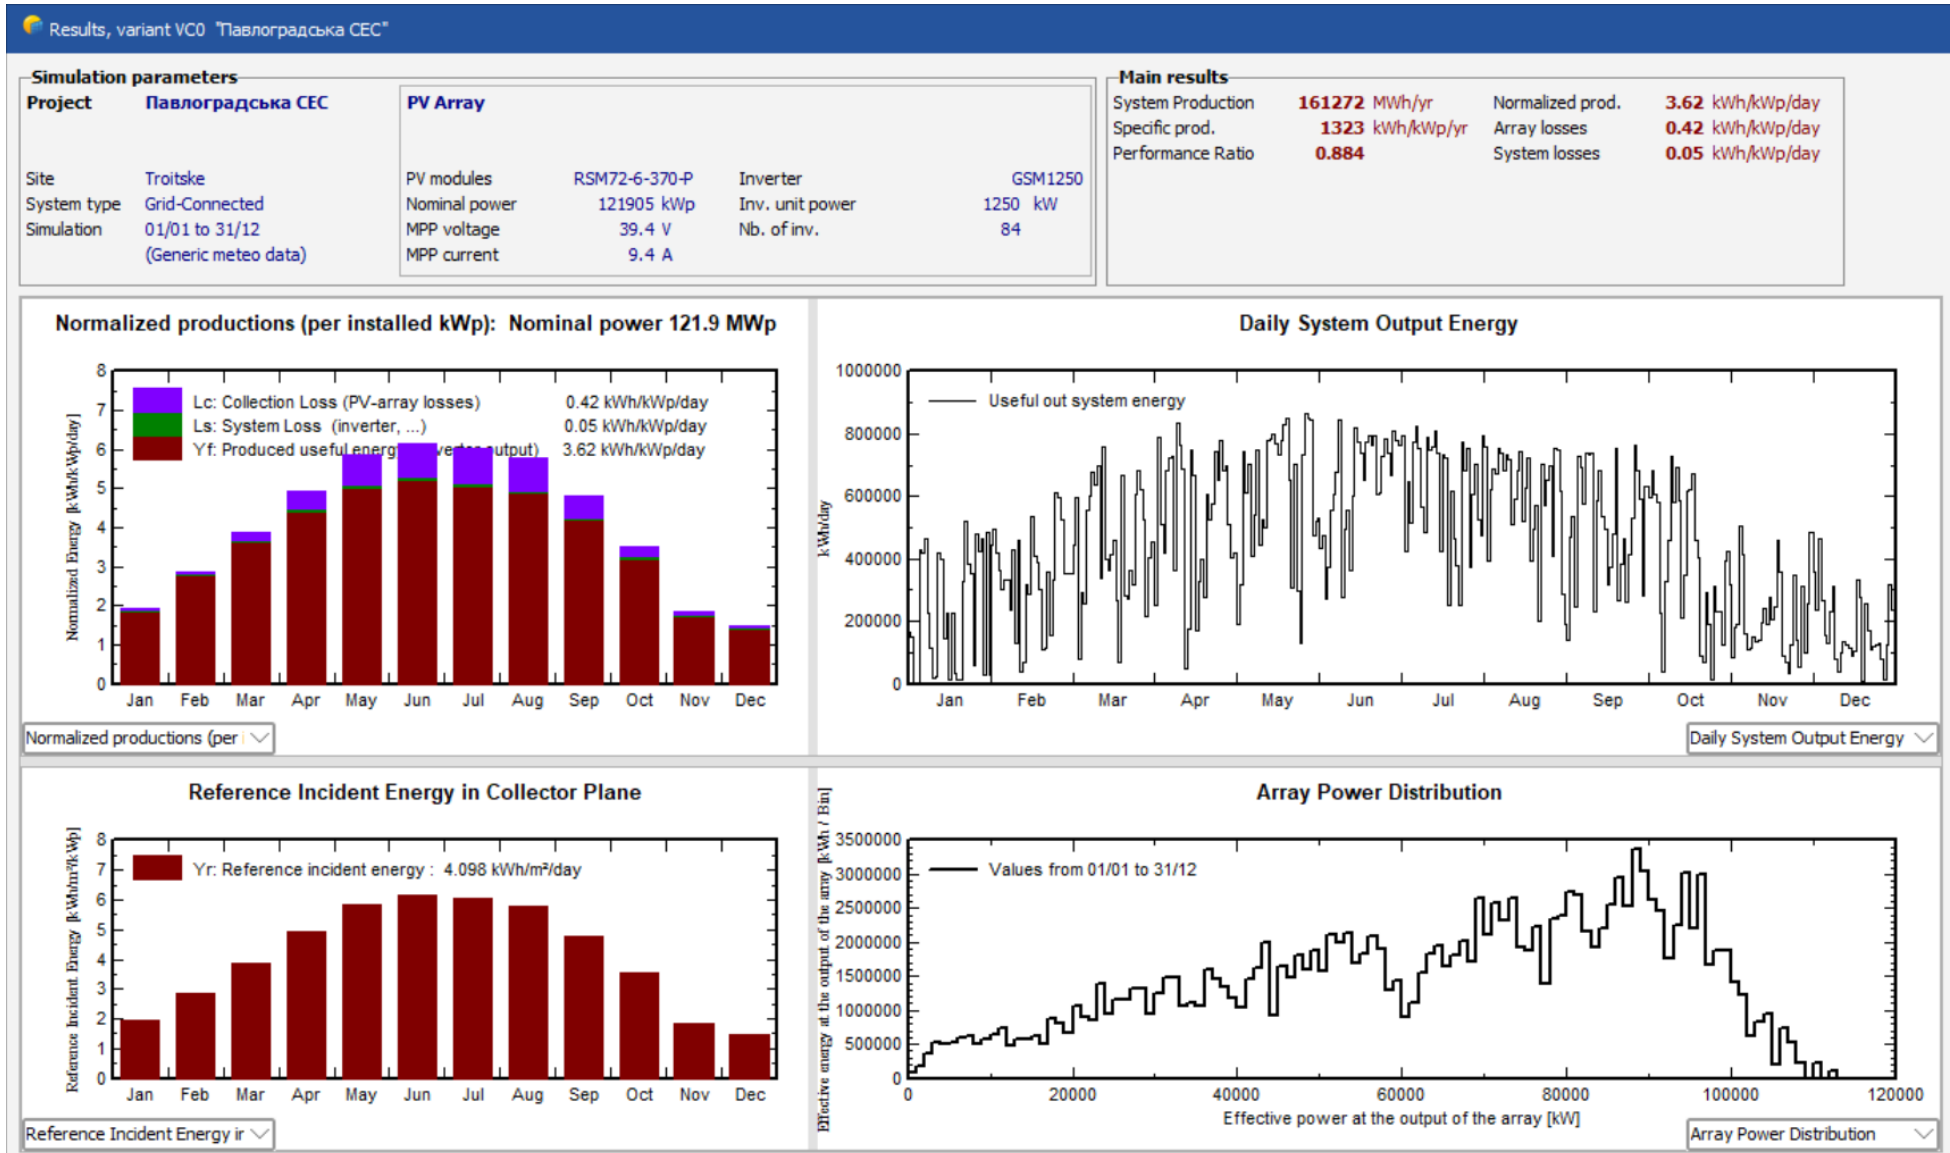 Results, variant VC0 "Павлоградська СЕС"
Simulation parameters
Project Павлоградська СЕС
Site Troitske
System type Grid-Connected
Simulation 01/01 to 31/12
(Generic meteo data)
PV Array
PV modules RSM72-6-370-P Inverter GSM1250
Nominal power 121905 kWp Inv. unit power 1250 kW
MPP voltage 39.4 V Nb. of inv. 84
MPP current 9.4 A
Main results
System Production 161272 MWh/yr Normalized prod. 3.62 kWh/kWp/day
Specific prod. 1323 kWh/kWp/yr Array losses 0.42 kWh/kWp/day
Performance Ratio 0.884 System losses 0.05 kWh/kWp/day
Normalized productions (per installed kWp): Nominal power 121.9 MWp
Normalized Energy [kWh/kWp/day]
8
7
6
5
4
3
2
1
0
Lc: Collection Loss (PV-array losses) 0.42 kWh/kWp/day
Ls: System Loss (inverter, ...) 0.05 kWh/kWp/day
Yf: Produced useful energ verter output) 3.62 kWh/kWp/day
Jan Feb Mar Apr May Jun Jul Aug Sep Oct Nov Dec
Normalized productions (per
Daily System Output Energy
kWh/day
1000000
800000
600000
400000
200000
0
Useful out system energy
Jan Feb Mar Apr May Jun Jul Aug Sep Oct Nov Dec
Daily System Output Energy
Reference Incident Energy in Collector Plane
Reference Incident Energy [kWh/m²/kWp]
8
7
6
5
4
3
2
1
0
Yr: Reference incident energy : 4.098 kWh/m²/day
Jan Feb Mar Apr May Jun Jul Aug Sep Oct Nov Dec
Reference Incident Energy ir
Array Power Distribution
Effective energy at the output of the array [kWh / Bin]
3500000
3000000
2500000
2000000
1500000
1000000
500000
0
Values from 01/01 to 31/12
0 20000 40000 60000 80000 100000 120000
Effective power at the output of the array [kW]
Array Power Distribution